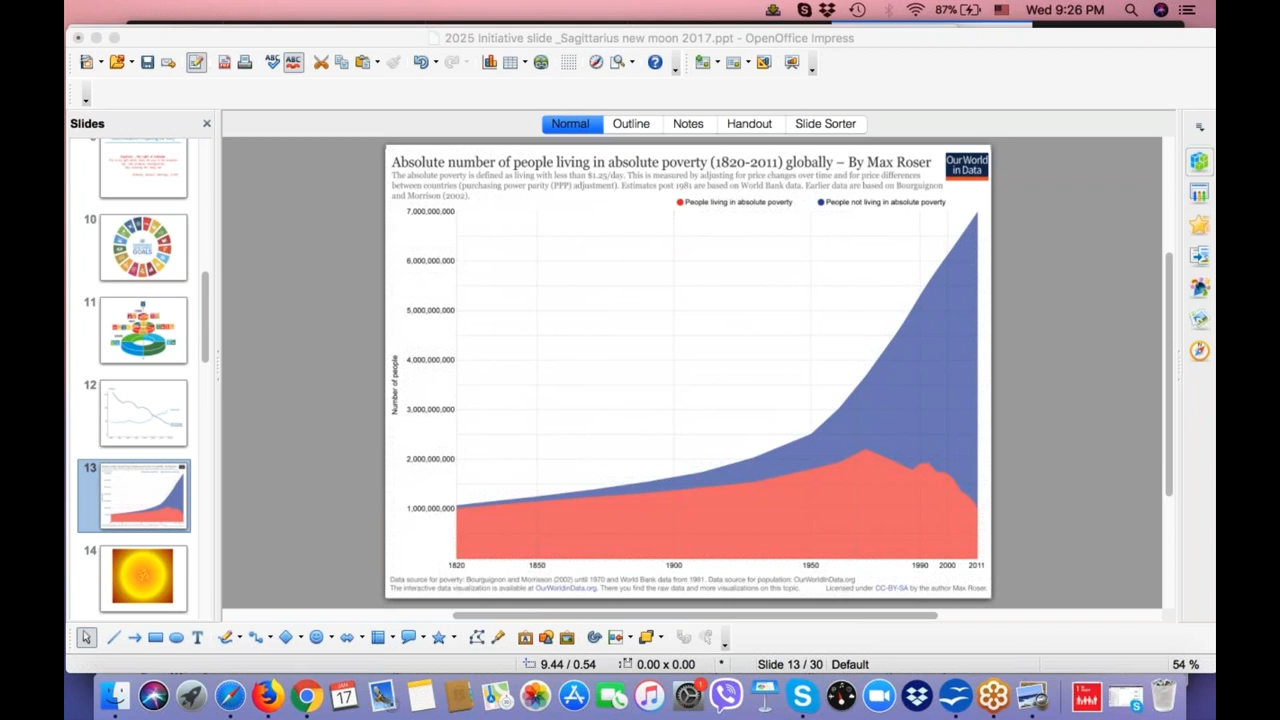 87%
Wed 9:26 PM
2025 Initiative slide _Sagittarius new moon 2017.ppt - OpenOffice Impress
ABC
ABC
Slides
Normal
Outline
Notes
Handout
Slide Sorter
10
GOALS
11
12
13
14
Absolute number of people living in absolute poverty (1820-2011) globally – By Max Roser
Our World
in Data
The absolute poverty is defined as living with less than $1.25/day. This is measured by adjusting for price changes over time and for price differences
between countries (purchasing power parity (PPP) adjustment). Estimates post 1981 are based on World Bank data. Earlier data are based on Bourguignon
and Morrison (2002).
People living in absolute poverty
People not living in absolute poverty
7,000,000,000
6,000,000,000
5,000,000,000
4,000,000,000
3,000,000,000
2,000,000,000
1,000,000,000
Number of people
1820
1850
1900
1950
1990
2000
2011
Data source for poverty: Bourguignon and Morrisson (2002) until 1970 and World Bank data from 1981. Data source for population: OurWorldinData.org
The interactive data visualization is available at OurWorldinData.org. There you find the raw data and more visualizations on this topic.
Licensed under CC-BY-SA by the author Max Roser.
9.44 / 0.54
0.00 x 0.00
*
Slide 13 / 30
Default
54 %
JAN
17
1